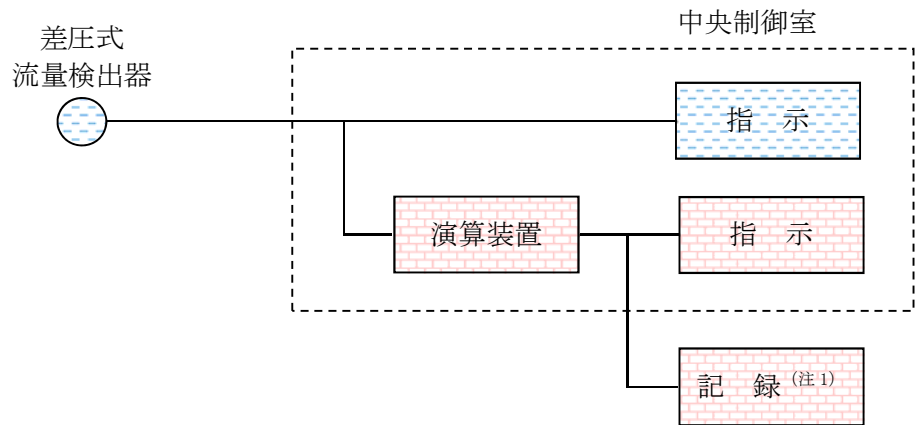 中央制御室
差圧式
流量検出器
指 示
演算装置
指 示
記 録 (注1)